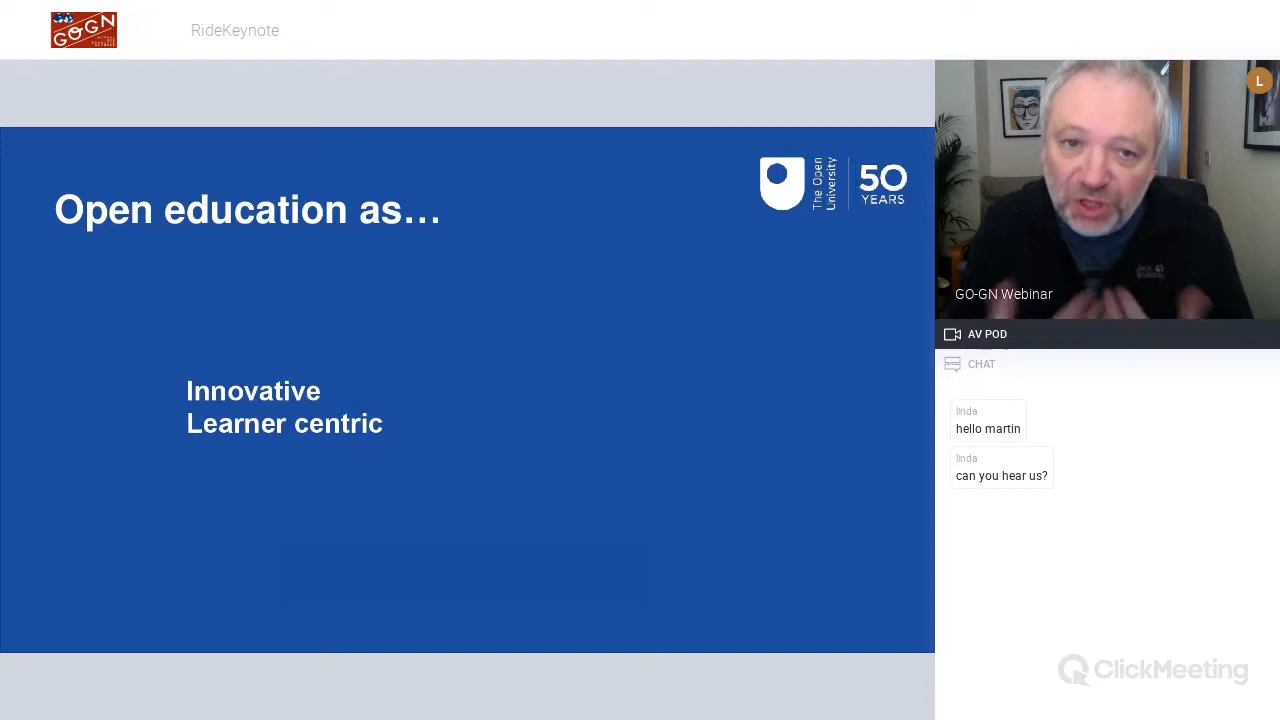 GO-GN
RideKeynote
Open education as…
The Open
University
50
YEARS
Innovative
Learner centric
L
GO-GN Webinar
AV POD
CHAT
linda
hello martin
linda
can you hear us?
ClickMeeting